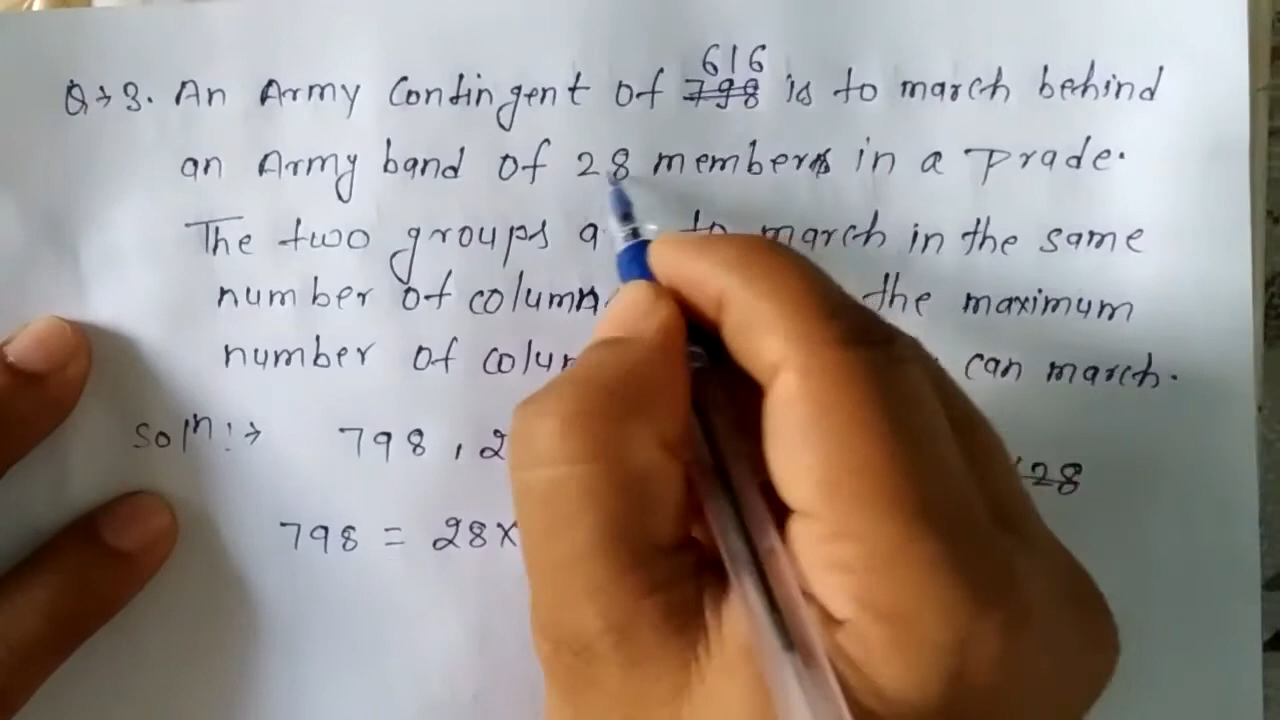 Q→3. An Army Contingent of 798 616 is to march behind
an Army band of 28 members in a Prade.
The two groups to march in the same
number of column the maximum
number of colum can march.
Soln:→ 798, 2 28
798 = 28×